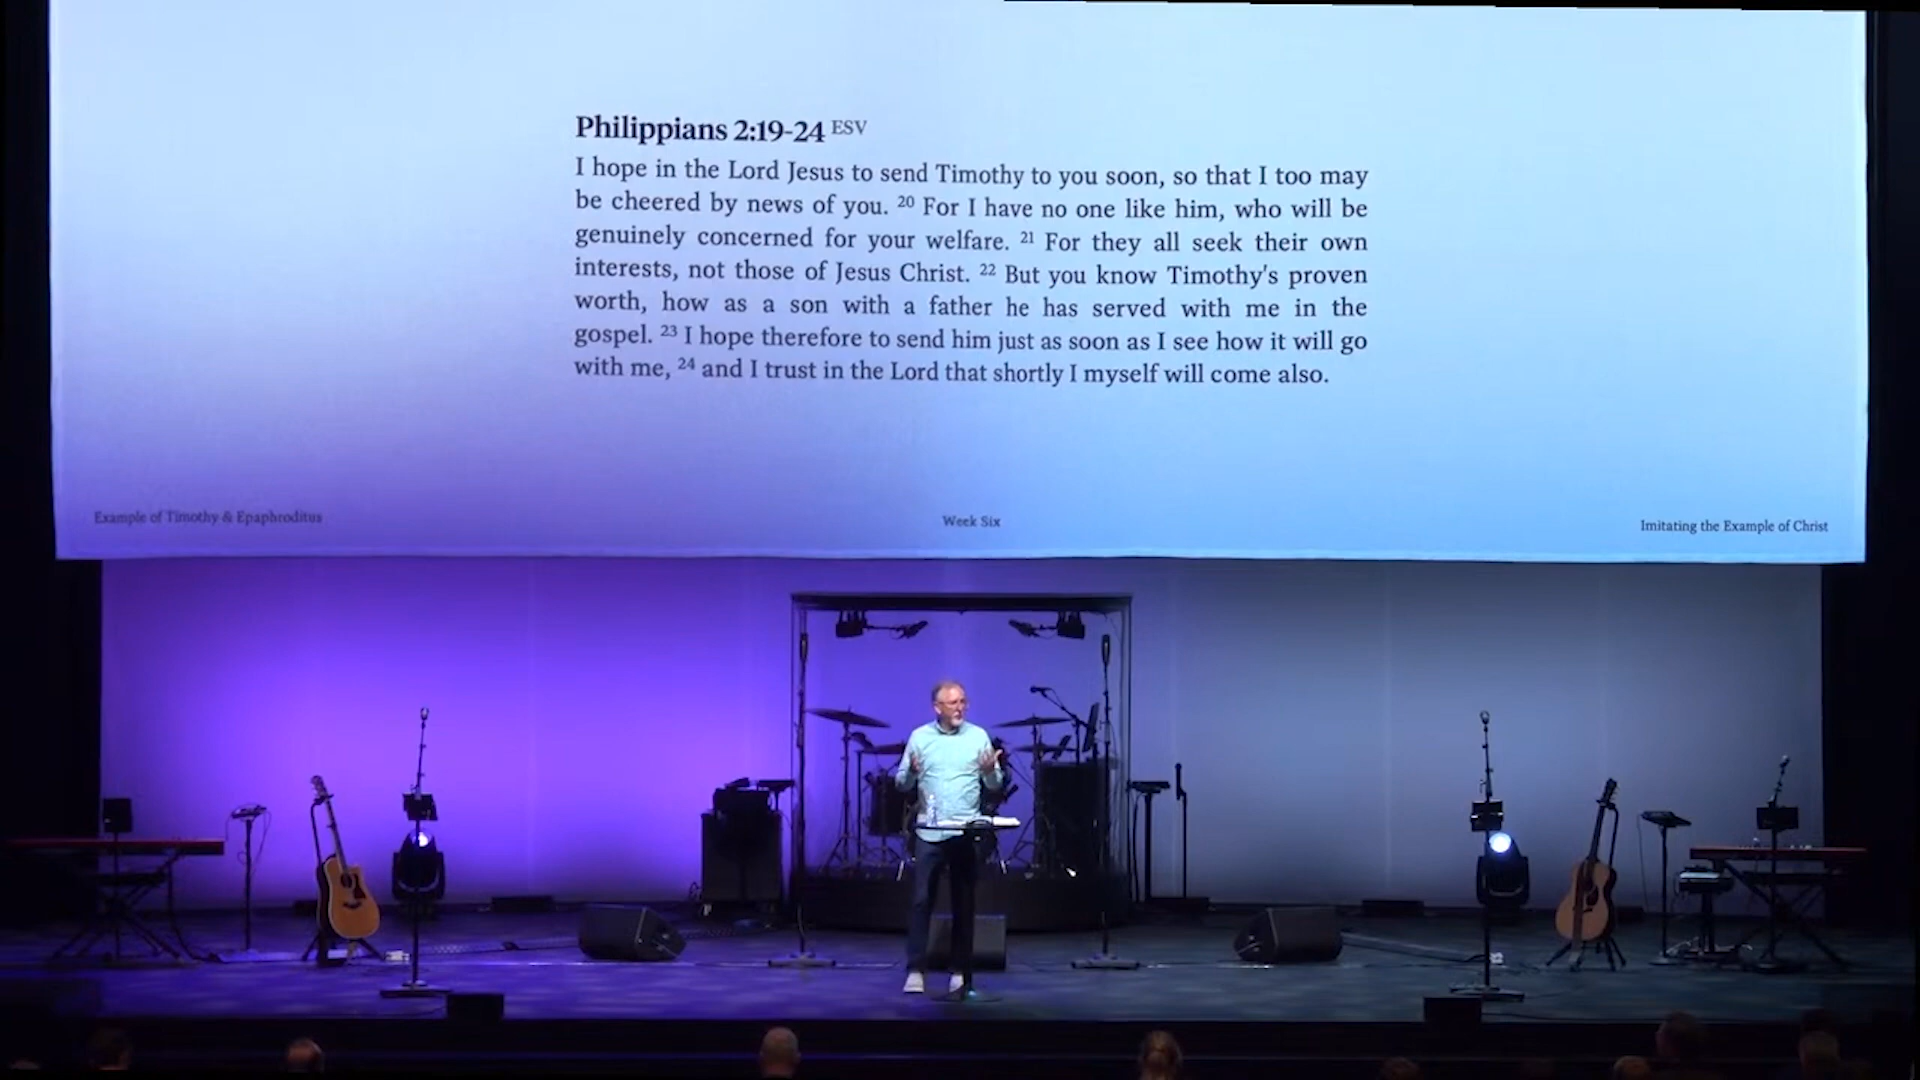 Philippians 2:19-24 ESV
I hope in the Lord Jesus to send Timothy to you soon, so that I too may
be cheered by news of you. 20 For I have no one like him, who will be
genuinely concerned for your welfare. 21 For they all seek their own
interests, not those of Jesus Christ. 22 But you know Timothy's proven
worth, how as a son with a father he has served with me in the
gospel. 23 I hope therefore to send him just as soon as I see how it will go
with me, 24 and I trust in the Lord that shortly I myself will come also.
Example of Timothy & Epaphroditus
Week Six
Imitating the Example of Christ